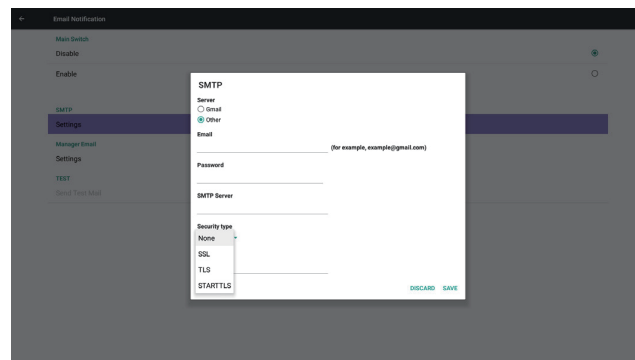 Email Notification
Main Switch
Disable
Enable
SMTP
Settings
Manager Email
Settings
TEST
Send Test Mail
SMTP
Server
Gmail
Other
Email
(for example, example@gmail.com)
Password
SMTP Server
Security type
None
SSL
TLS
STARTTLS
DISCARD SAVE